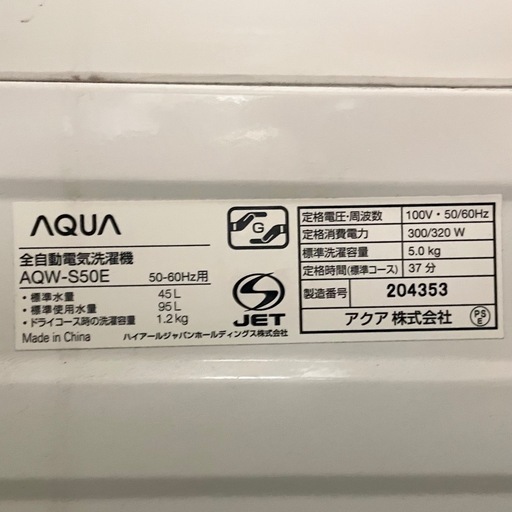 AQUA
全自動電気洗濯機
AQW-S50E 50-60Hz用
・標準水量 45L
・標準使用水量 95L
・ドライコース時の洗濯容量 1.2kg
Made in China
G
S
JET
ハイアールジャパンホールディングス株式会社
定格電圧・周波数 100V・50/60Hz
定格消費電力 300/320 W
標準洗濯容量 5.0 kg
定格時間(標準コース) 37 分
製造番号 204353
アクア 株式会社
PS
E